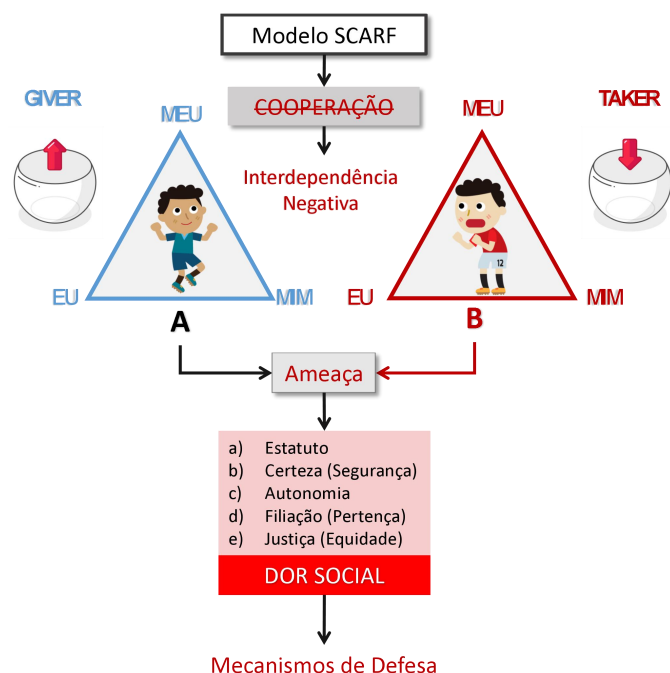 Modelo SCARF
GIVER
MEU
COOPERAÇÃO
MEU
TAKER
Interdependência
Negativa
12
EU
MIM
EU
MIM
A
B
Ameaça
a) Estatuto
b) Certeza (Segurança)
c) Autonomia
d) Filiação (Pertença)
e) Justiça (Equidade)
DOR SOCIAL
Mecanismos de Defesa